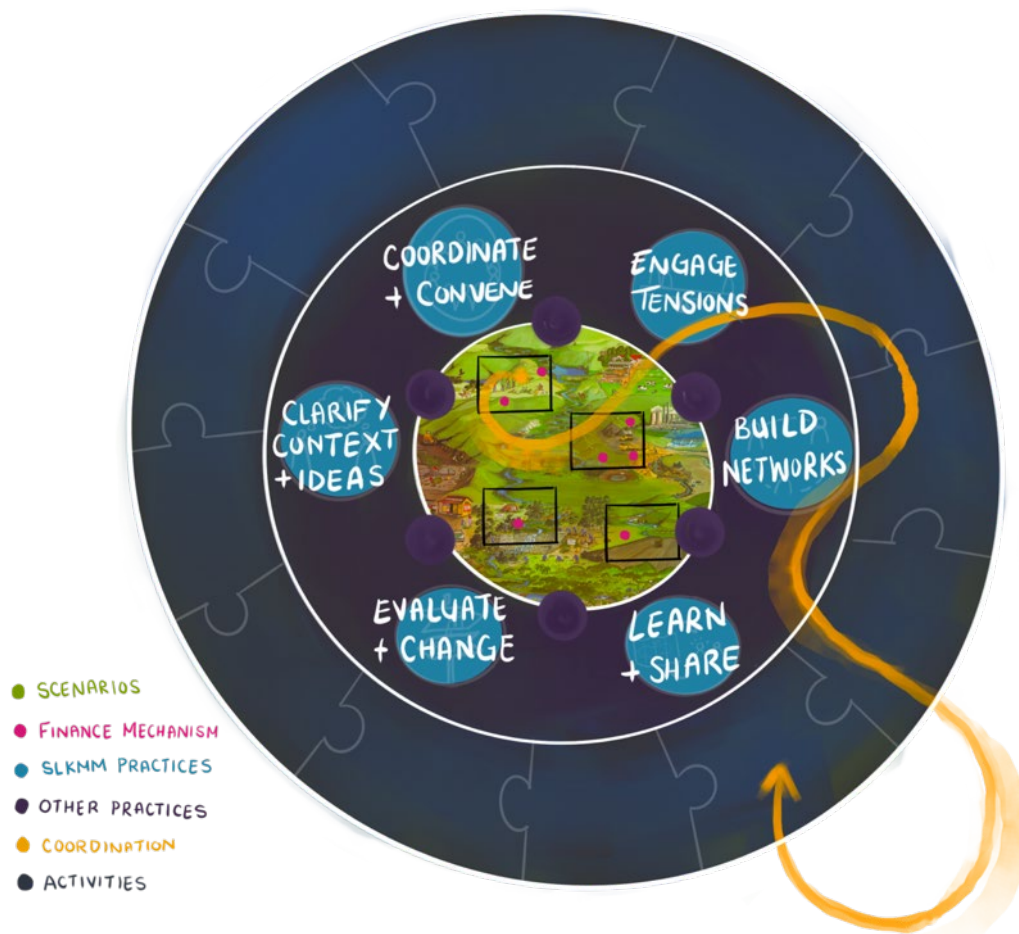 COORDINATE
+ CONVENE
ENGAGE
TENSIONS
CLARIFY
CONTEXT
+ IDEAS
BUILD
NETWORKS
EVALUATE
+ CHANGE
LEARN
+ SHARE
SCENARIOS
FINANCE MECHANISM
SLKMM PRACTICES
OTHER PRACTICES
COORDINATION
ACTIVITIES